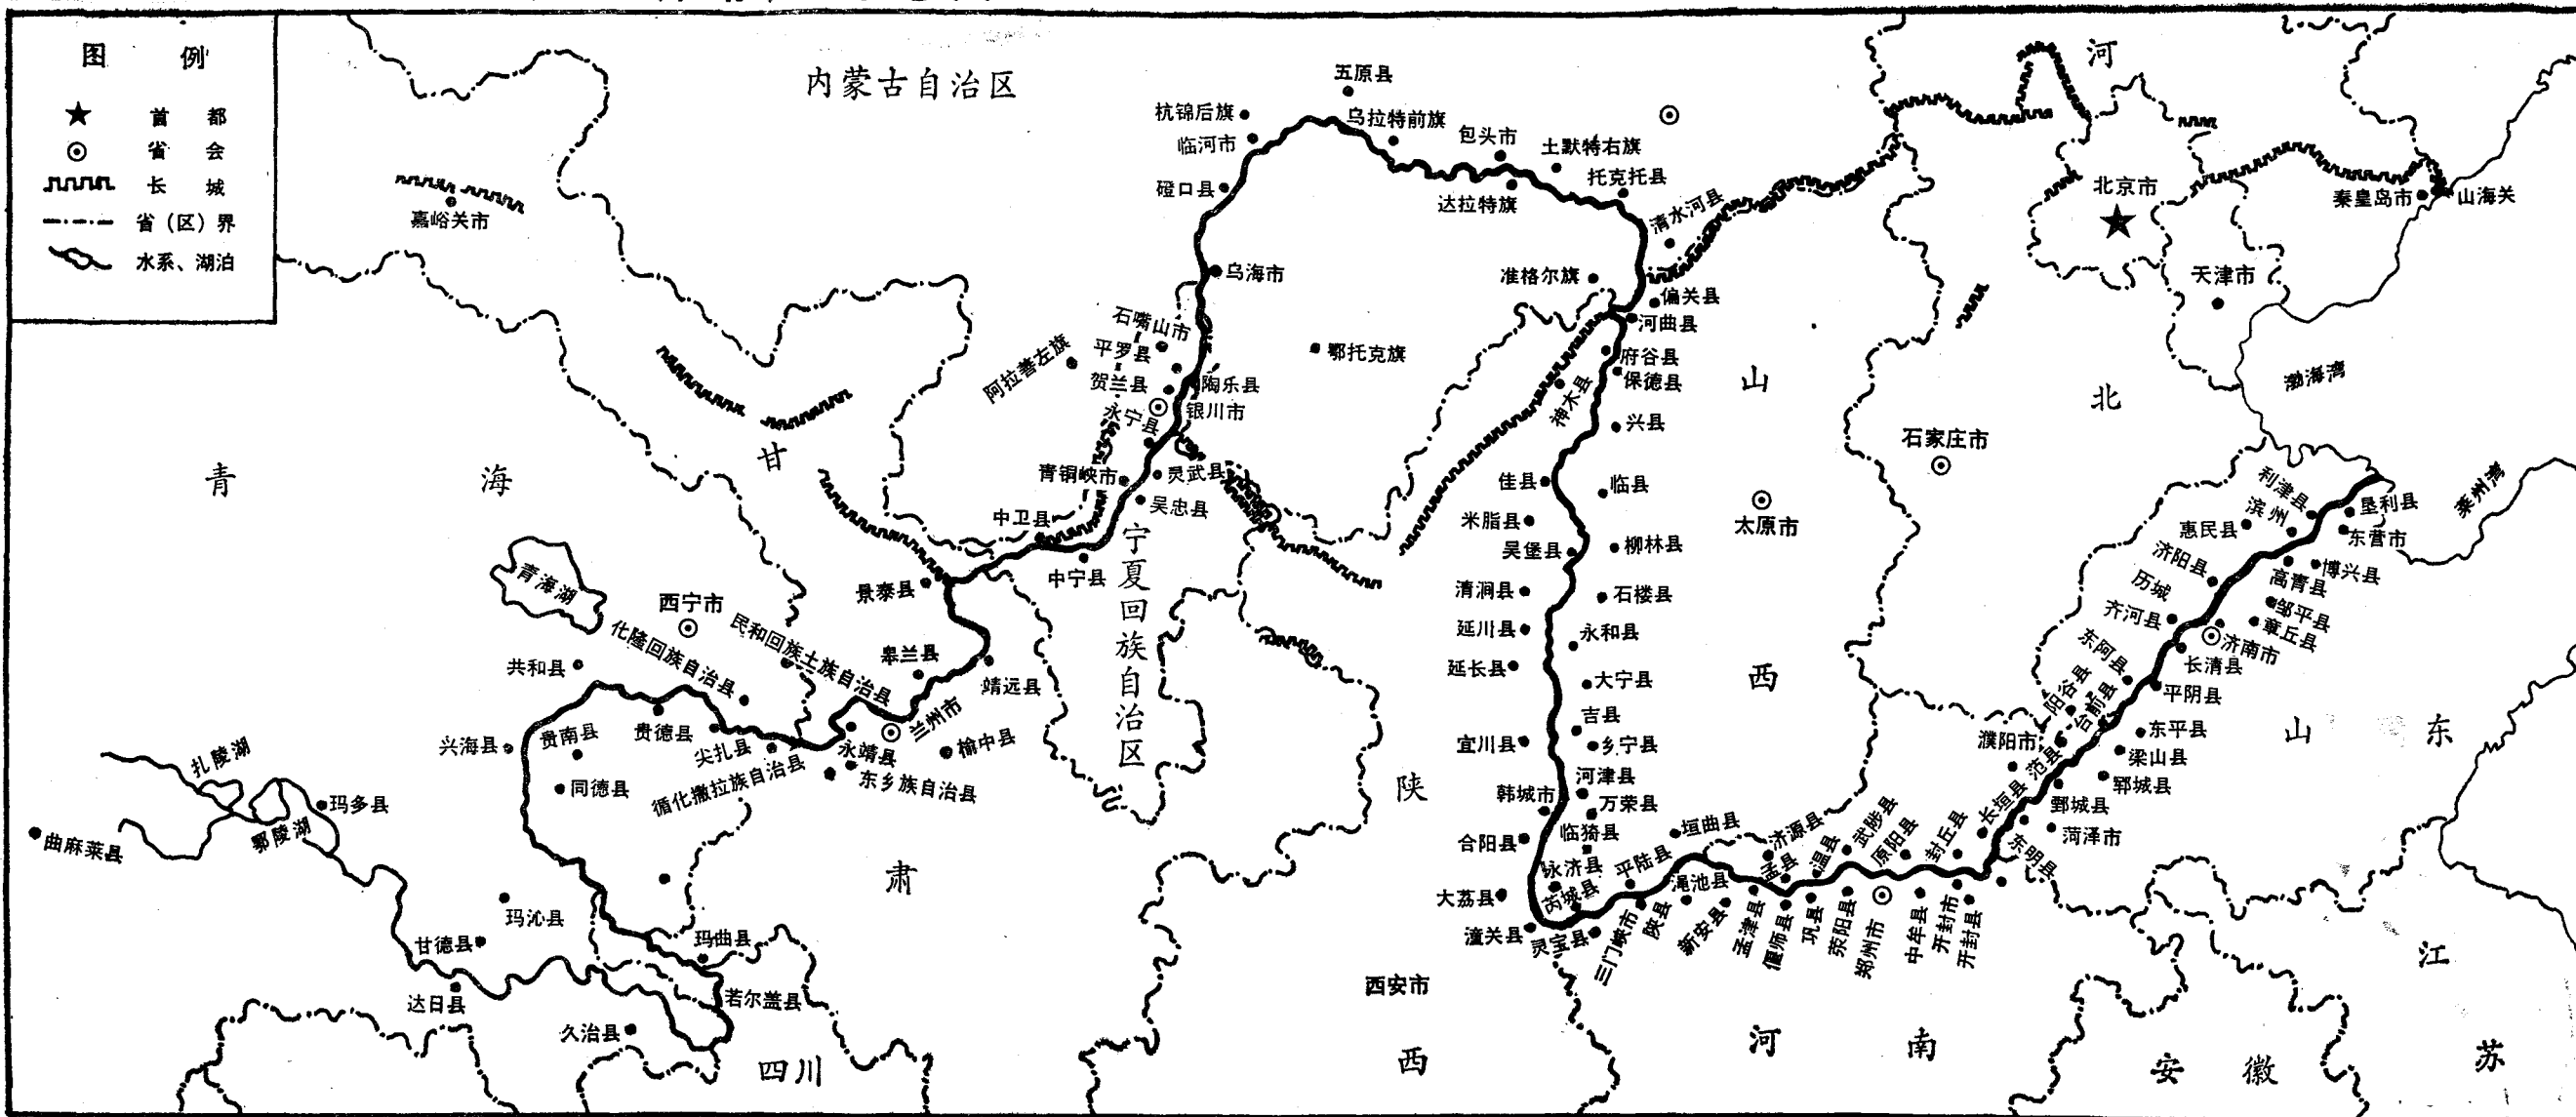 图 例
首 都
省 会
长 城
省（区）界
水系、湖泊
内蒙古自治区
河
北
山
西
山
东
青
海
甘
肃
宁夏回族自治区
陕
西
河
南
四川
安
徽
江
苏
五原县
杭锦后旗
乌拉特前旗
临河市
包头市
土默特右旗
磴口县
达拉特旗
托克托县
清水河县
嘉峪关市
北京市
秦皇岛市
山海关
天津市
乌海市
准格尔旗
偏关县
河曲县
石嘴山市
平罗县
阿拉善左旗
鄂托克旗
府谷县
保德县
神木县
渤海湾
贺兰县
陶乐县
永宁县
银川市
兴县
石家庄市
青铜峡市
灵武县
吴忠县
佳县
临县
太原市
利津县
滨州
垦利县
莱州湾
惠民县
东营市
中卫县
米脂县
吴堡县
柳林县
济阳县
博兴县
高青县
历城
邹平县
章丘县
齐河县
济南市
长清县
东阿县
平阴县
阳谷县
台前县
东平县
梁山县
濮阳市
范县
郓城县
鄄城县
菏泽市
长垣县
东明县
景泰县
中宁县
清涧县
石楼县
延川县
永和县
延长县
大宁县
吉县
宜川县
乡宁县
河津县
韩城市
万荣县
合阳县
临猗县
永济县
大荔县
芮城县
潼关县
灵宝县
平陆县
三门峡市
陕县
垣曲县
渑池县
新安县
济源县
孟县
孟津县
偃师县
温县
巩县
武陟县
荥阳县
原阳县
郑州市
中牟县
封丘县
开封市
开封县
青海湖
西宁市
化隆回族自治县
民和回族土族自治县
皋兰县
靖远县
共和县
兰州市
榆中县
永靖县
东乡族自治县
贵南县
贵德县
尖扎县
循化撒拉族自治县
兴海县
同德县
扎陵湖
鄂陵湖
玛多县
曲麻莱县
玛沁县
甘德县
达日县
久治县
玛曲县
若尔盖县
西安市